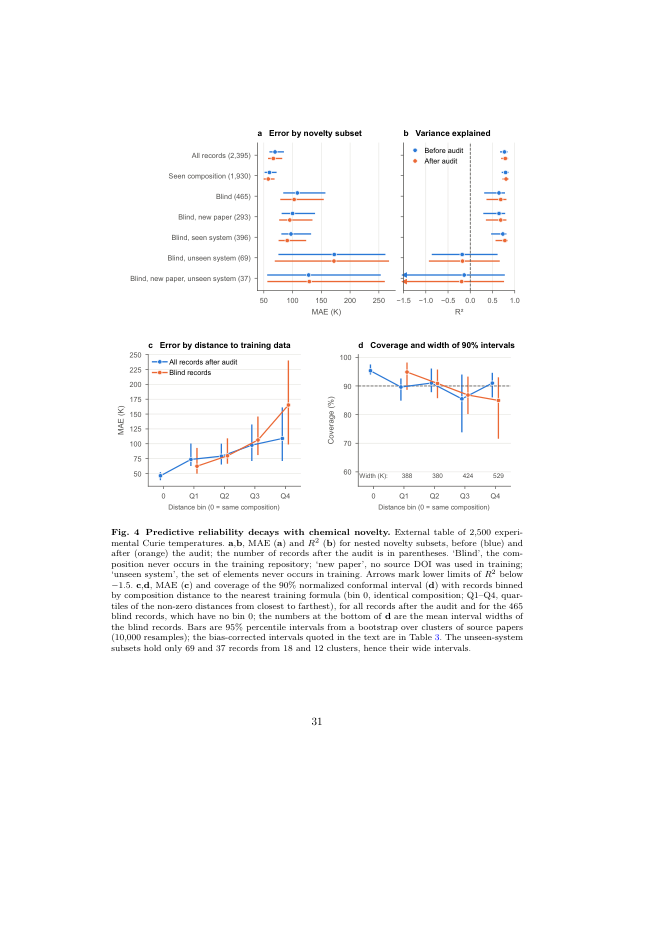 a Error by novelty subset
b Variance explained
All records (2,395)
Seen composition (1,930)
Blind (465)
Blind, new paper (293)
Blind, seen system (396)
Blind, unseen system (69)
Blind, new paper, unseen system (37)
Before audit
After audit
50 100 150 200 250
MAE (K)
−1.5 −1.0 −0.5 0.0 0.5 1.0
R²
c Error by distance to training data
250
225
200
175
150
125
100
75
50
MAE (K)
All records after audit
Blind records
0 Q1 Q2 Q3 Q4
Distance bin (0 = same composition)
d Coverage and width of 90% intervals
100
90
80
70
60
Coverage (%)
Width (K): 388 380 424 529
0 Q1 Q2 Q3 Q4
Distance bin (0 = same composition)
Fig. 4 Predictive reliability decays with chemical novelty. External table of 2,500 experi-
mental Curie temperatures. a,b, MAE (a) and R² (b) for nested novelty subsets, before (blue) and
after (orange) the audit; the number of records after the audit is in parentheses. ‘Blind’, the com-
position never occurs in the training repository; ‘new paper’, no source DOI was used in training;
‘unseen system’, the set of elements never occurs in training. Arrows mark lower limits of R² below
−1.5. c,d, MAE (c) and coverage of the 90% normalized conformal interval (d) with records binned
by composition distance to the nearest training formula (bin 0, identical composition; Q1–Q4, quar-
tiles of the non-zero distances from closest to farthest), for all records after the audit and for the 465
blind records, which have no bin 0; the numbers at the bottom of d are the mean interval widths of
the blind records. Bars are 95% percentile intervals from a bootstrap over clusters of source papers
(10,000 resamples); the bias-corrected intervals quoted in the text are in Table 3. The unseen-system
subsets hold only 69 and 37 records from 18 and 12 clusters, hence their wide intervals.
31